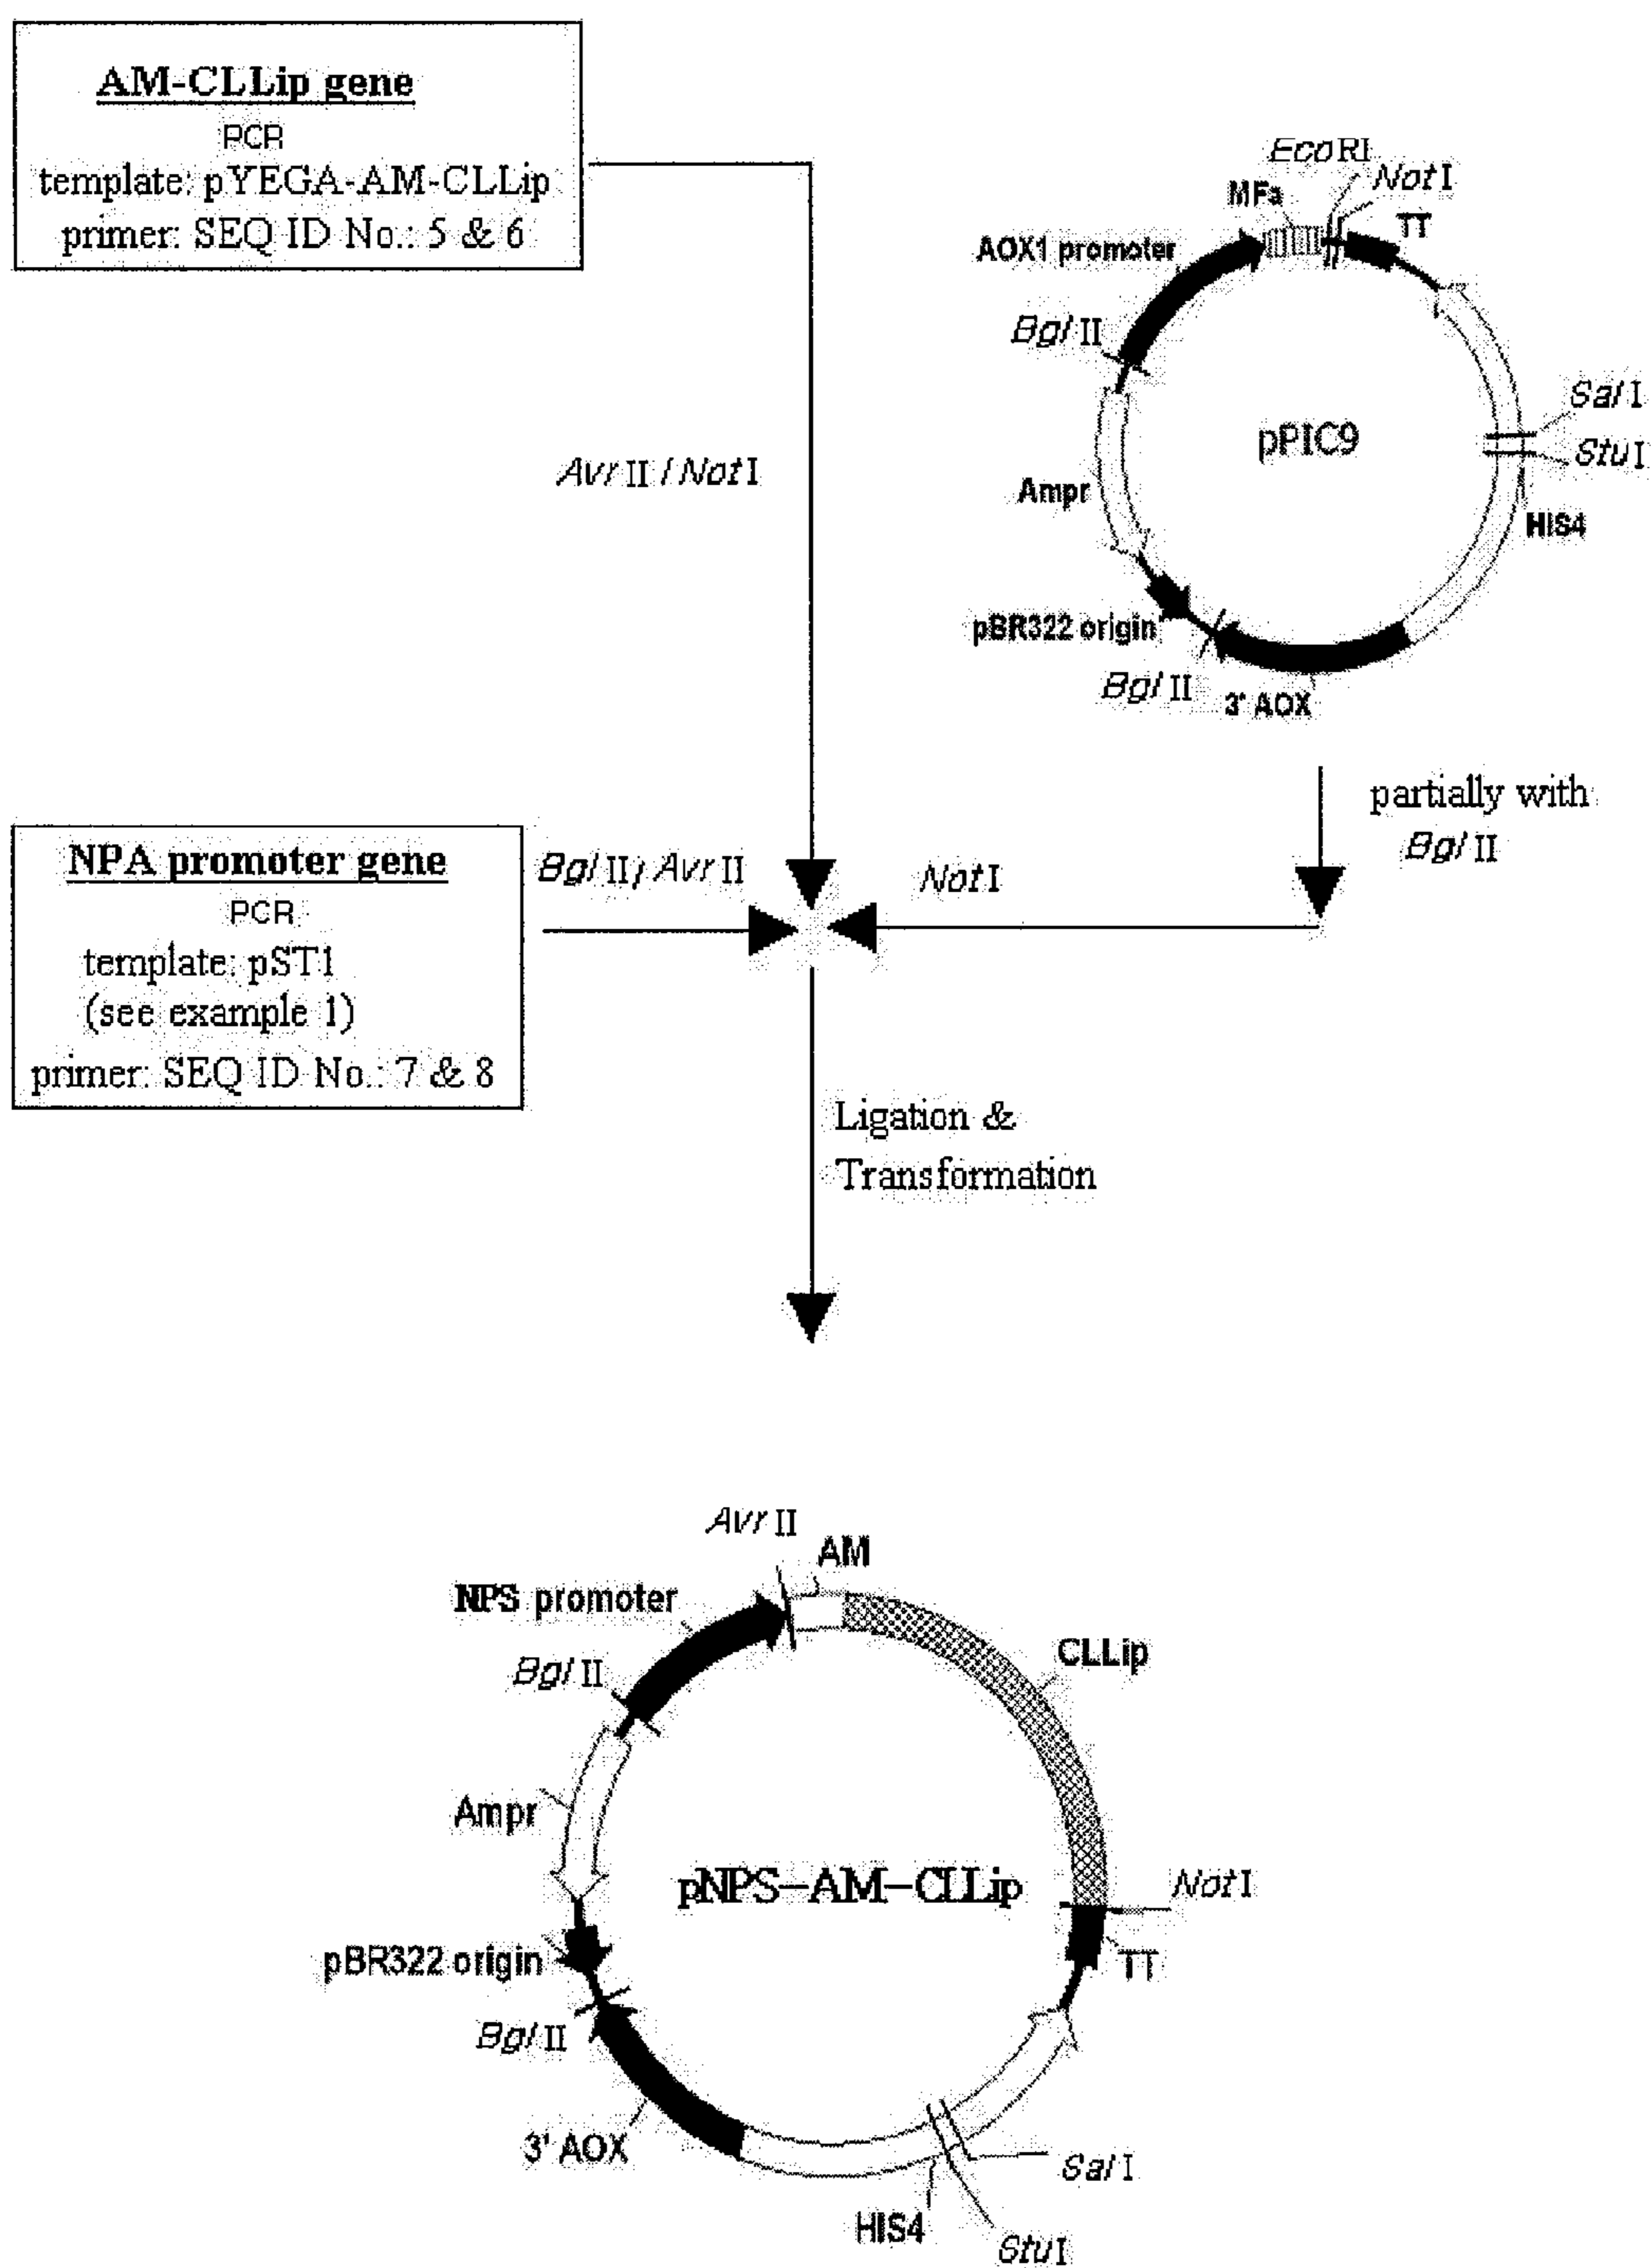 AM-CLLip gene
PCR
template: pYEGA-AM-CLLip
primer: SEQ ID No.: 5 & 6
EcoRI
NotI
MFa
TT
AOX1 promoter
BglII
SalI
pPIC9
StuI
Ampr
HIS4
pBR322 origin
BglII
3' AOX
AvrII / NotI
partially with
BglII
NPA promoter gene
PCR
template: pST1
(see example 1)
primer: SEQ ID No.: 7 & 8
BglII/ AvrII
NotI
Ligation &
Transformation
AvrII
AM
NPS promoter
CLLip
BglII
Ampr
pNPS-AM-CLLip
NotI
pBR322 origin
TT
BglII
3' AOX
SalI
HIS4
StuI